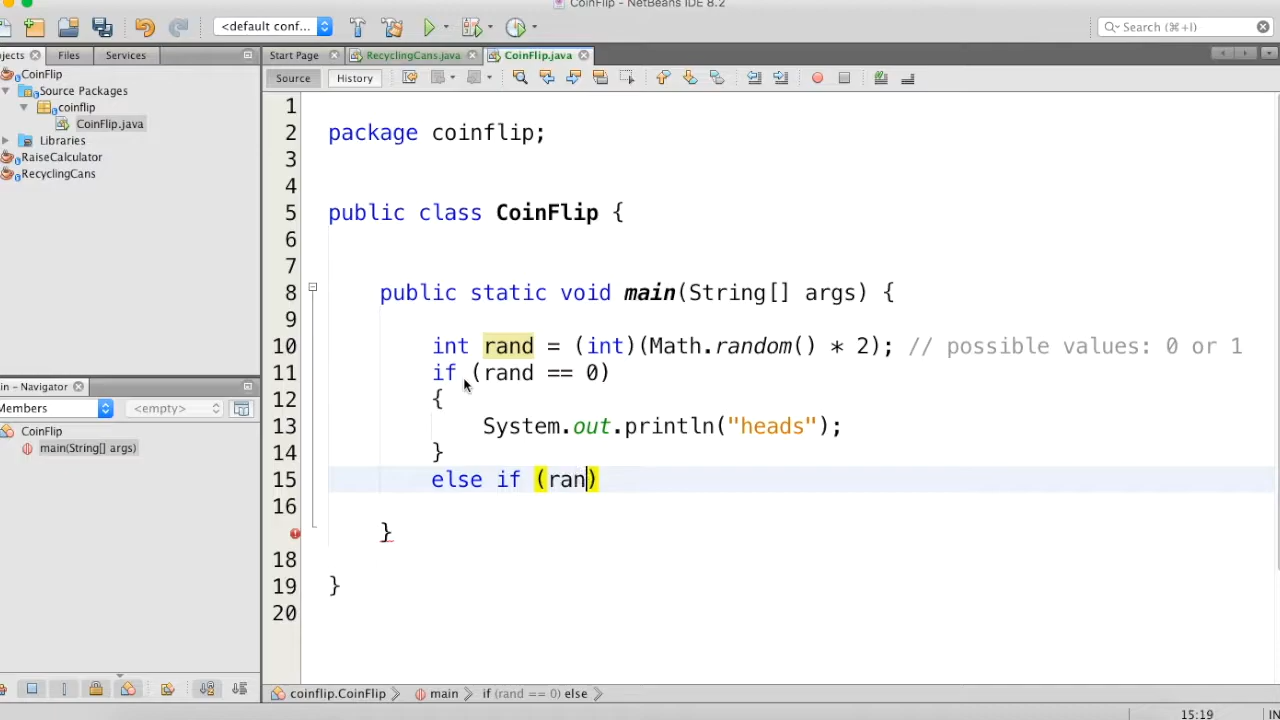 CoinFlip - NetBeans IDE 8.2
<default conf...
Search (⌘+I)
ojects Files Services
Start Page RecyclingCans.java CoinFlip.java
Source History
CoinFlip
Source Packages
coinflip
CoinFlip.java
Libraries
RaiseCalculator
RecyclingCans
1
2 package coinflip;
3
4
5 public class CoinFlip {
6
7
8 public static void main(String[] args) {
9
10 int rand = (int)(Math.random() * 2); // possible values: 0 or 1
11 if (rand == 0)
12 {
13 System.out.println("heads");
14 }
15 else if (ran)
16
}
18
19 }
20
in - Navigator
Members <empty>
CoinFlip
main(String[] args)
coinflip.CoinFlip main if (rand == 0) else
15:19 IN